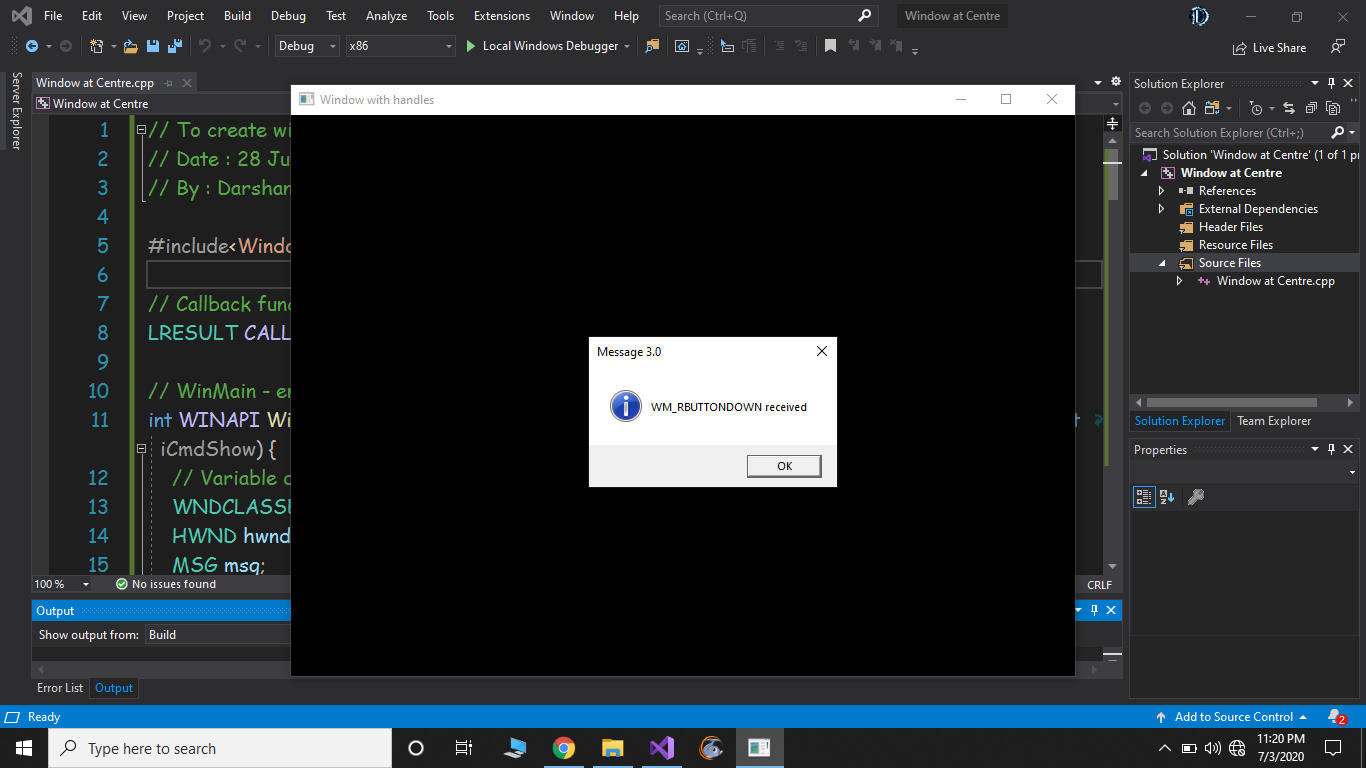 File Edit View Project Build Debug Test Analyze Tools Extensions Window Help Search (Ctrl+Q) Window at Centre
Debug x86 Local Windows Debugger Live Share
Server Explorer
Window at Centre.cpp
Window at Centre
1 // To create wi
2 // Date : 28 Ju
3 // By : Darshan
4
5 #include<Windo
6
7 // Callback func
8 LRESULT CALL
9
10 // WinMain - en
11 int WINAPI Wi t
iCmdShow) {
12 // Variable d
13 WNDCLASSE
14 HWND hwnd
15 MSG msg;
100 % No issues found CRLF
Output
Show output from: Build
Error List Output
Window with handles
Message 3.0
WM_RBUTTONDOWN received
OK
Solution Explorer
Search Solution Explorer (Ctrl+;)
Solution 'Window at Centre' (1 of 1 pr
Window at Centre
References
External Dependencies
Header Files
Resource Files
Source Files
Window at Centre.cpp
Solution Explorer Team Explorer
Properties
Ready Add to Source Control 2
Type here to search
11:20 PM
7/3/2020